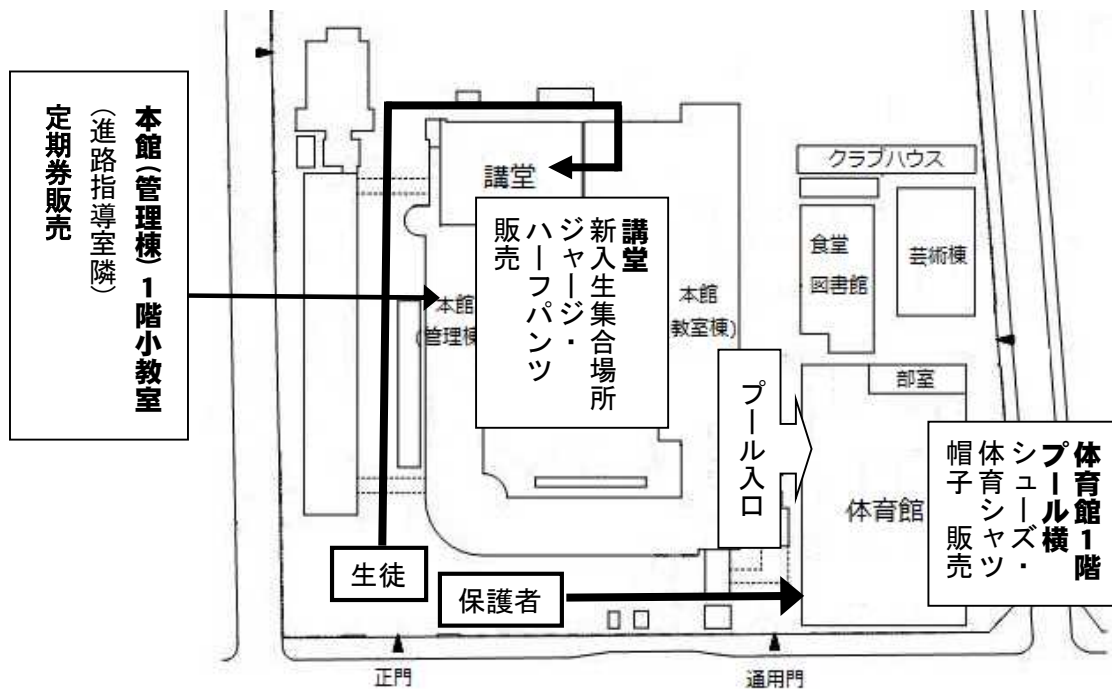 本館(管理棟)1階小教室
(進路指導室隣)
定期券販売
講堂
講堂
新入生集合場所
ジャージ・
ハーフパンツ
販売
本館
(管理棟
本館
教室棟)
クラブハウス
食堂
図書館
芸術棟
部室
プール入口
体育館
体育館1階
プール横
シューズ・
体育シャツ
帽子 販売
生徒
保護者
正門
通用門